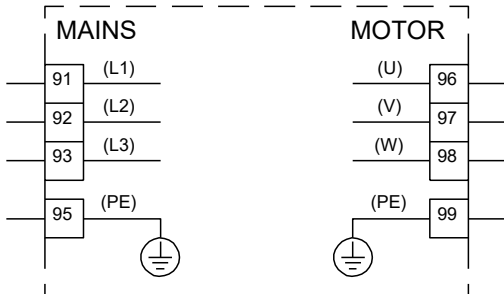 MAINS MOTOR
91 (L1) (U) 96
92 (L2) (V) 97
93 (L3) (W) 98
95 (PE) (PE) 99